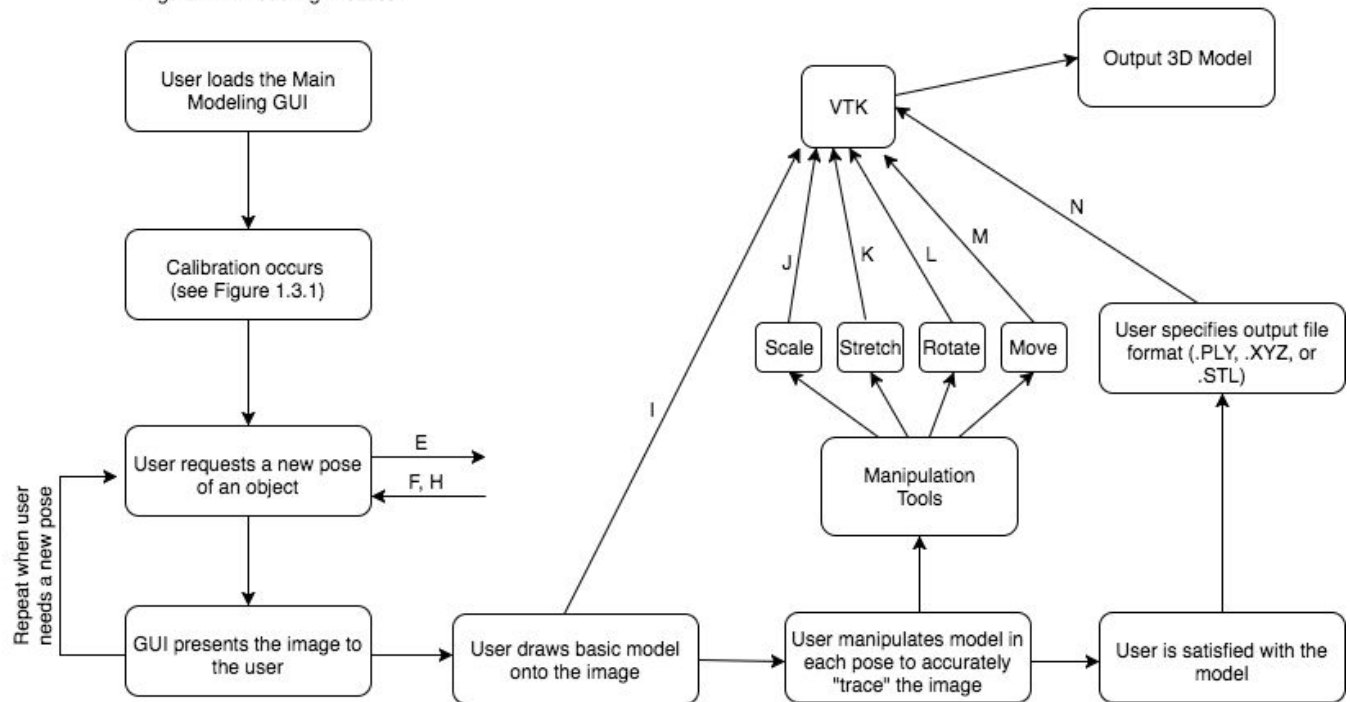 User loads the Main
Modeling GUI
Calibration occurs
(see Figure 1.3.1)
User requests a new pose
of an object
E
F, H
Repeat when user
needs a new pose
GUI presents the image to
the user
User draws basic model
onto the image
I
User manipulates model in
each pose to accurately
"trace" the image
Manipulation
Tools
Scale
Stretch
Rotate
Move
J
K
L
M
VTK
Output 3D Model
N
User specifies output file
format (.PLY, .XYZ, or
.STL)
User is satisfied with the
model